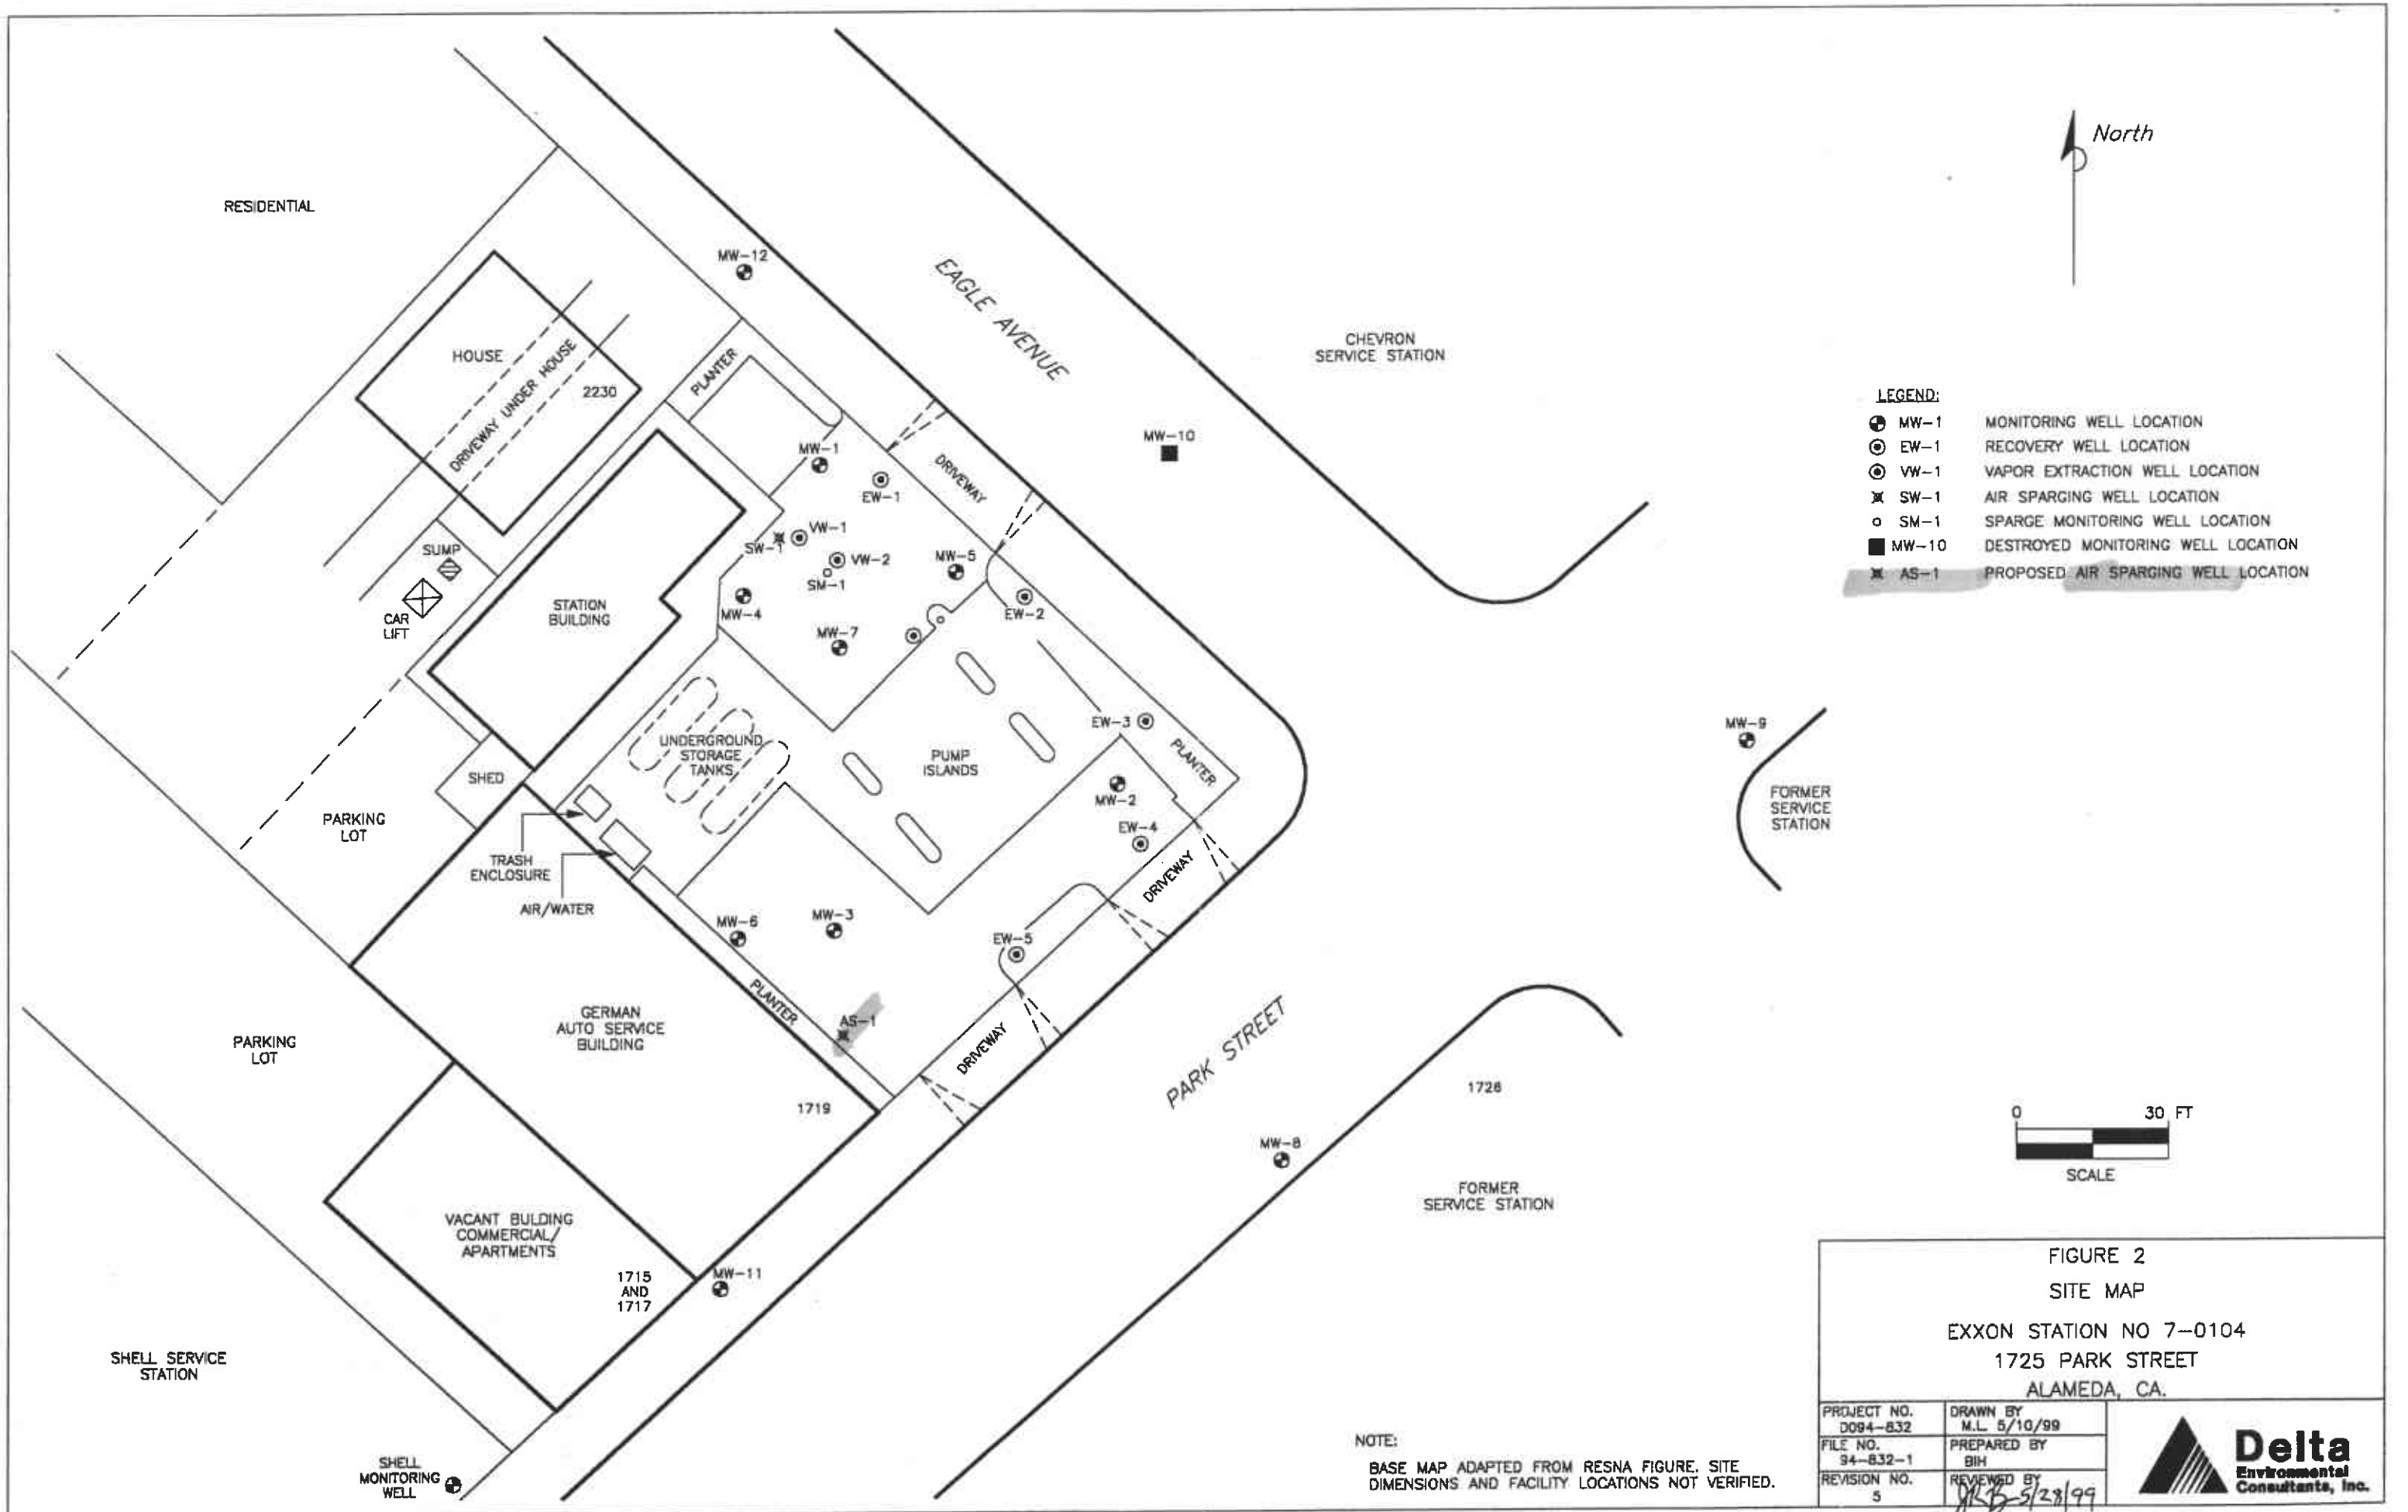 North
RESIDENTIAL
MW-12
EAGLE AVENUE
CHEVRON
SERVICE STATION
HOUSE
DRIVEWAY UNDER HOUSE
2230
PLANTER
LEGEND:
MW-1 MONITORING WELL LOCATION
EW-1 RECOVERY WELL LOCATION
VW-1 VAPOR EXTRACTION WELL LOCATION
SW-1 AIR SPARGING WELL LOCATION
SM-1 SPARGE MONITORING WELL LOCATION
MW-10 DESTROYED MONITORING WELL LOCATION
AS-1 PROPOSED AIR SPARGING WELL LOCATION
MW-10
MW-1
EW-1
DRIVEWAY
VW-1
SW-1
VW-2
SM-1
MW-5
SUMP
CAR
LIFT
STATION
BUILDING
MW-4
MW-7
EW-2
EW-3
PLANTER
MW-9
UNDERGROUND
STORAGE
TANKS
PUMP
ISLANDS
SHED
MW-2
EW-4
FORMER
SERVICE
STATION
PARKING
LOT
TRASH
ENCLOSURE
AIR/WATER
DRIVEWAY
MW-6
MW-3
EW-5
PLANTER
AS-1
GERMAN
AUTO SERVICE
BUILDING
PARKING
LOT
DRIVEWAY
PARK STREET
1726
1719
MW-8
0 30 FT
SCALE
FORMER
SERVICE STATION
VACANT BULDING
COMMERCIAL/
APARTMENTS
1715
AND
1717
MW-11
SHELL SERVICE
STATION
SHELL
MONITORING
WELL
NOTE:
BASE MAP ADAPTED FROM RESNA FIGURE. SITE
DIMENSIONS AND FACILITY LOCATIONS NOT VERIFIED.
FIGURE 2
SITE MAP
EXXON STATION NO 7-0104
1725 PARK STREET
ALAMEDA, CA.
PROJECT NO.
D094-832
DRAWN BY
M.L. 5/10/99
FILE NO.
94-832-1
PREPARED BY
BIH
REVISION NO.
5
REVIEWED BY
5/28/99
Delta
Environmental
Consultants, Inc.